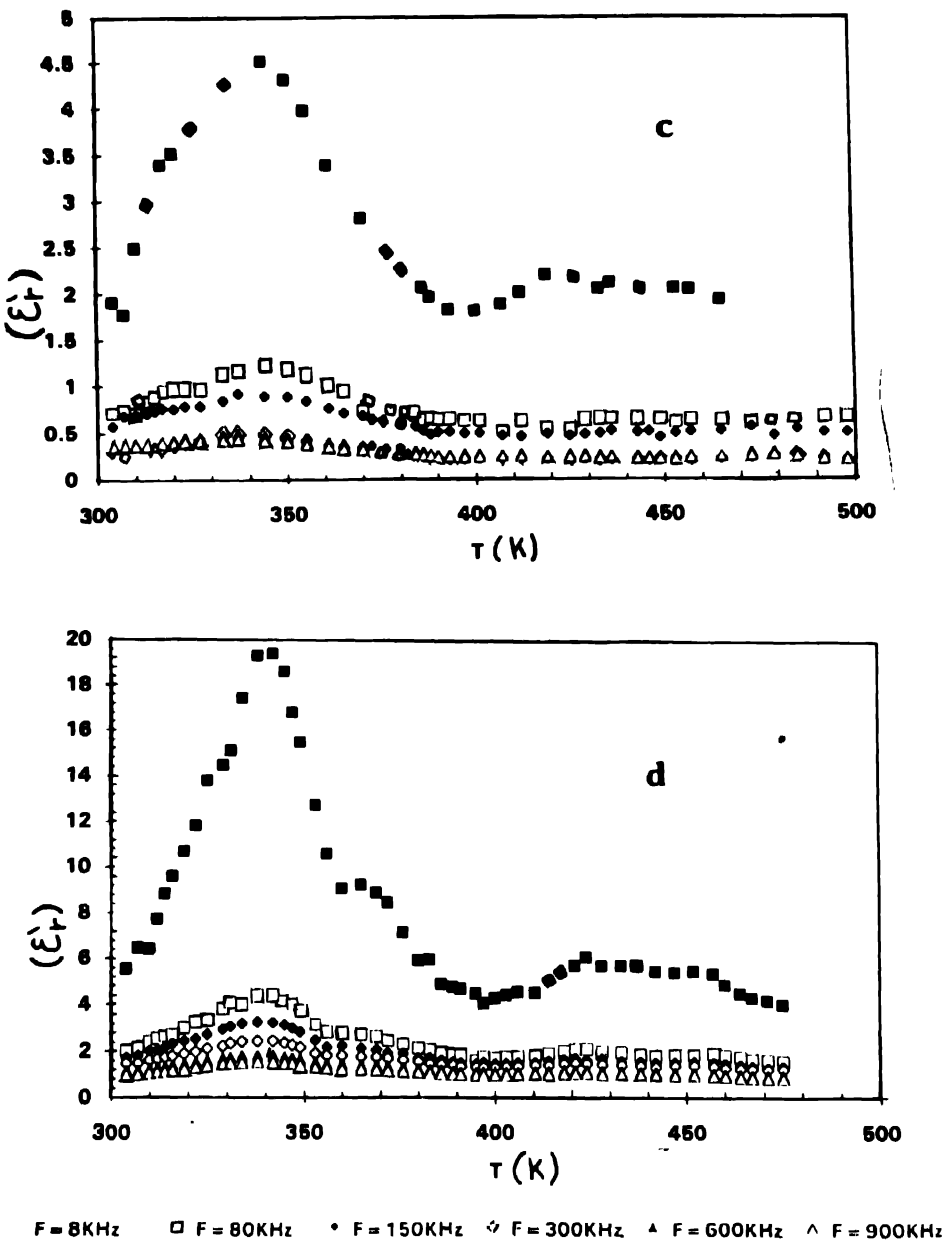 5
4.5
4
3.5
3
2.5
2
1.5
1
0.5
0
(ὲr)
c
300 350 400 450 500
T (K)
20
18
16
14
12
10
8
6
4
2
0
(ὲr)
d
300 350 400 450 500
T (K)
F = 8KHz □ F = 80KHz ♦ F = 150KHz ◇ F = 300KHz ▲ F = 600KHz △ F = 900KHz